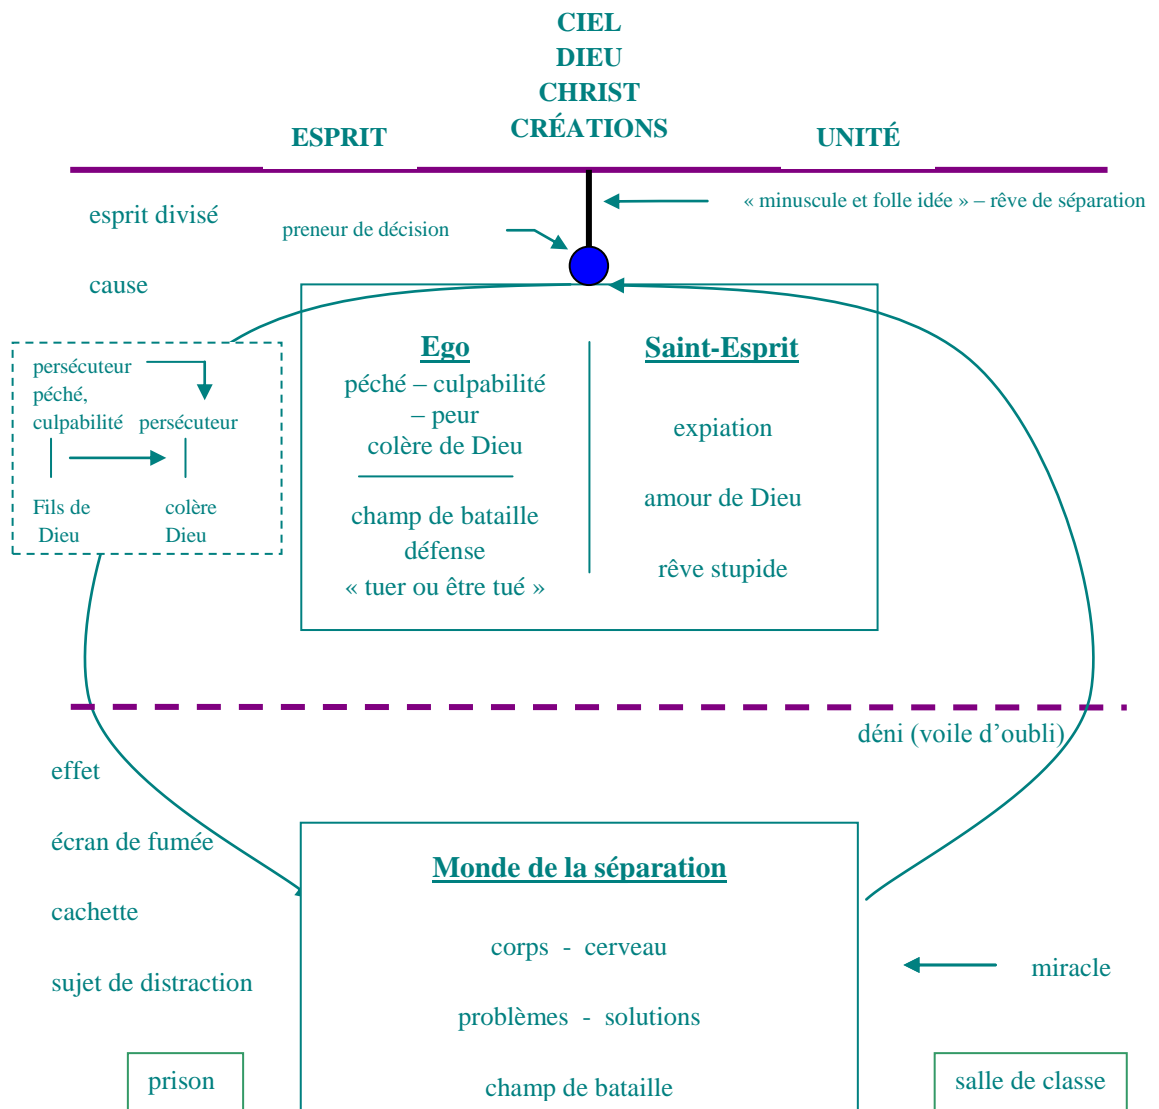 CIEL
DIEU
CHRIST
CRÉATIONS
ESPRIT
UNITÉ
esprit divisé
« minuscule et folle idée » – rêve de séparation
preneur de décision
cause
persécuteur
péché,
culpabilité persécuteur
Fils de colère
Dieu Dieu
Ego
péché – culpabilité
– peur
colère de Dieu
champ de bataille
défense
« tuer ou être tué »
Saint-Esprit
expiation
amour de Dieu
rêve stupide
déni (voile d’oubli)
effet
écran de fumée
cachette
sujet de distraction
Monde de la séparation
corps - cerveau
problèmes - solutions
champ de bataille
miracle
prison
salle de classe